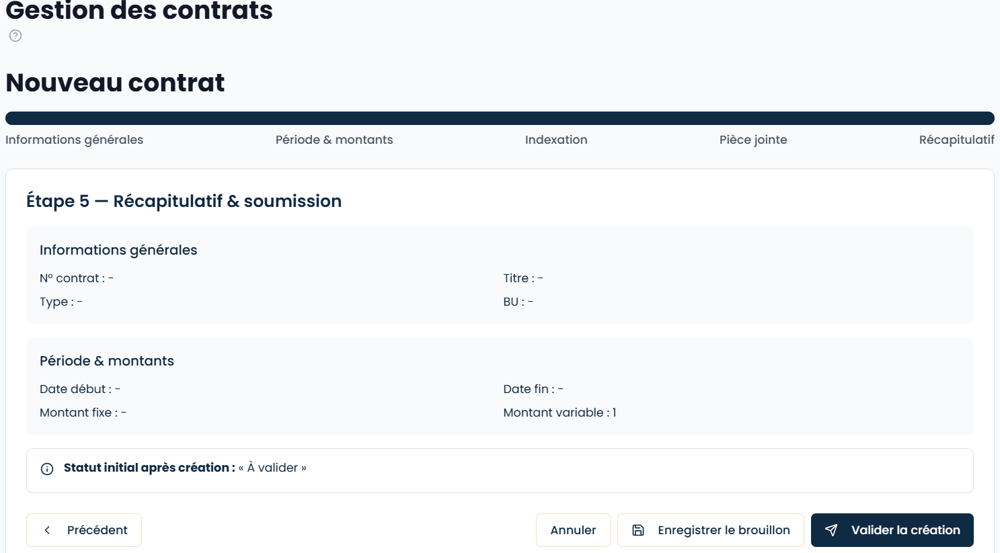 Gestion des contrats
Nouveau contrat
Informations générales
Période & montants
Indexation
Pièce jointe
Récapitulatif
Étape 5 — Récapitulatif & soumission
Informations générales
N° contrat : -
Titre : -
Type : -
BU : -
Période & montants
Date début : -
Date fin : -
Montant fixe : -
Montant variable : 1
Statut initial après création : « À valider »
Précédent
Annuler
Enregistrer le brouillon
Valider la création